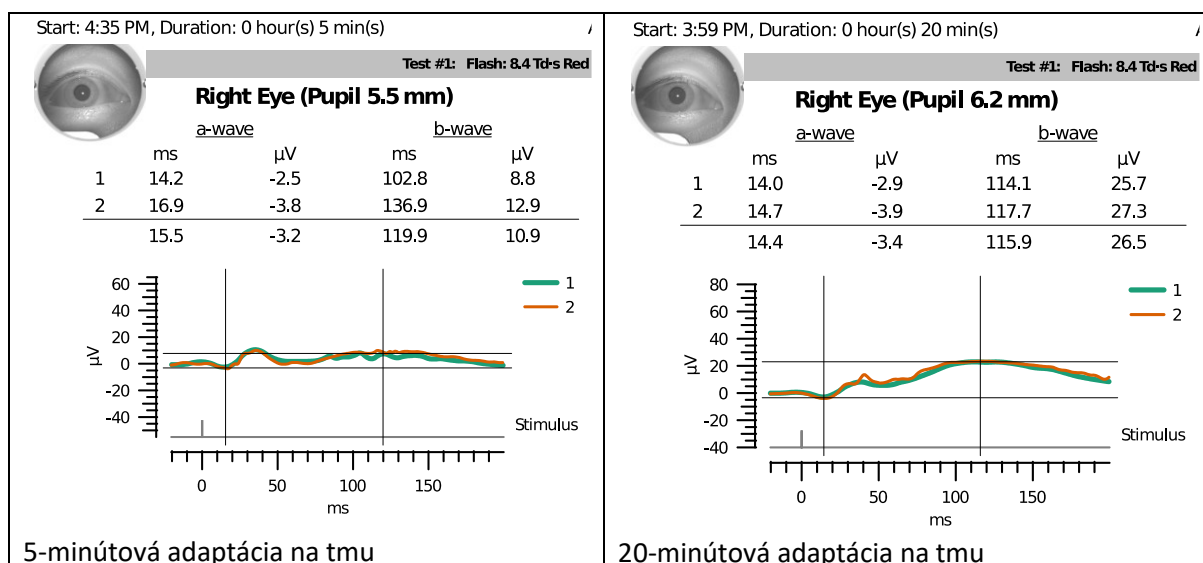 Start: 4:35 PM, Duration: 0 hour(s) 5 min(s)
Test #1: Flash: 8.4 Td·s Red
Right Eye (Pupil 5.5 mm)
a-wave b-wave
ms µV ms µV
1 14.2 -2.5 102.8 8.8
2 16.9 -3.8 136.9 12.9
15.5 -3.2 119.9 10.9
60
40
20
0
-20
-40
µV
1
2
Stimulus
0 50 100 150
ms
5-minútová adaptácia na tmu
Start: 3:59 PM, Duration: 0 hour(s) 20 min(s)
Test #1: Flash: 8.4 Td·s Red
Right Eye (Pupil 6.2 mm)
a-wave b-wave
ms µV ms µV
1 14.0 -2.9 114.1 25.7
2 14.7 -3.9 117.7 27.3
14.4 -3.4 115.9 26.5
80
60
40
20
0
-20
-40
µV
1
2
Stimulus
0 50 100 150
ms
20-minútová adaptácia na tmu